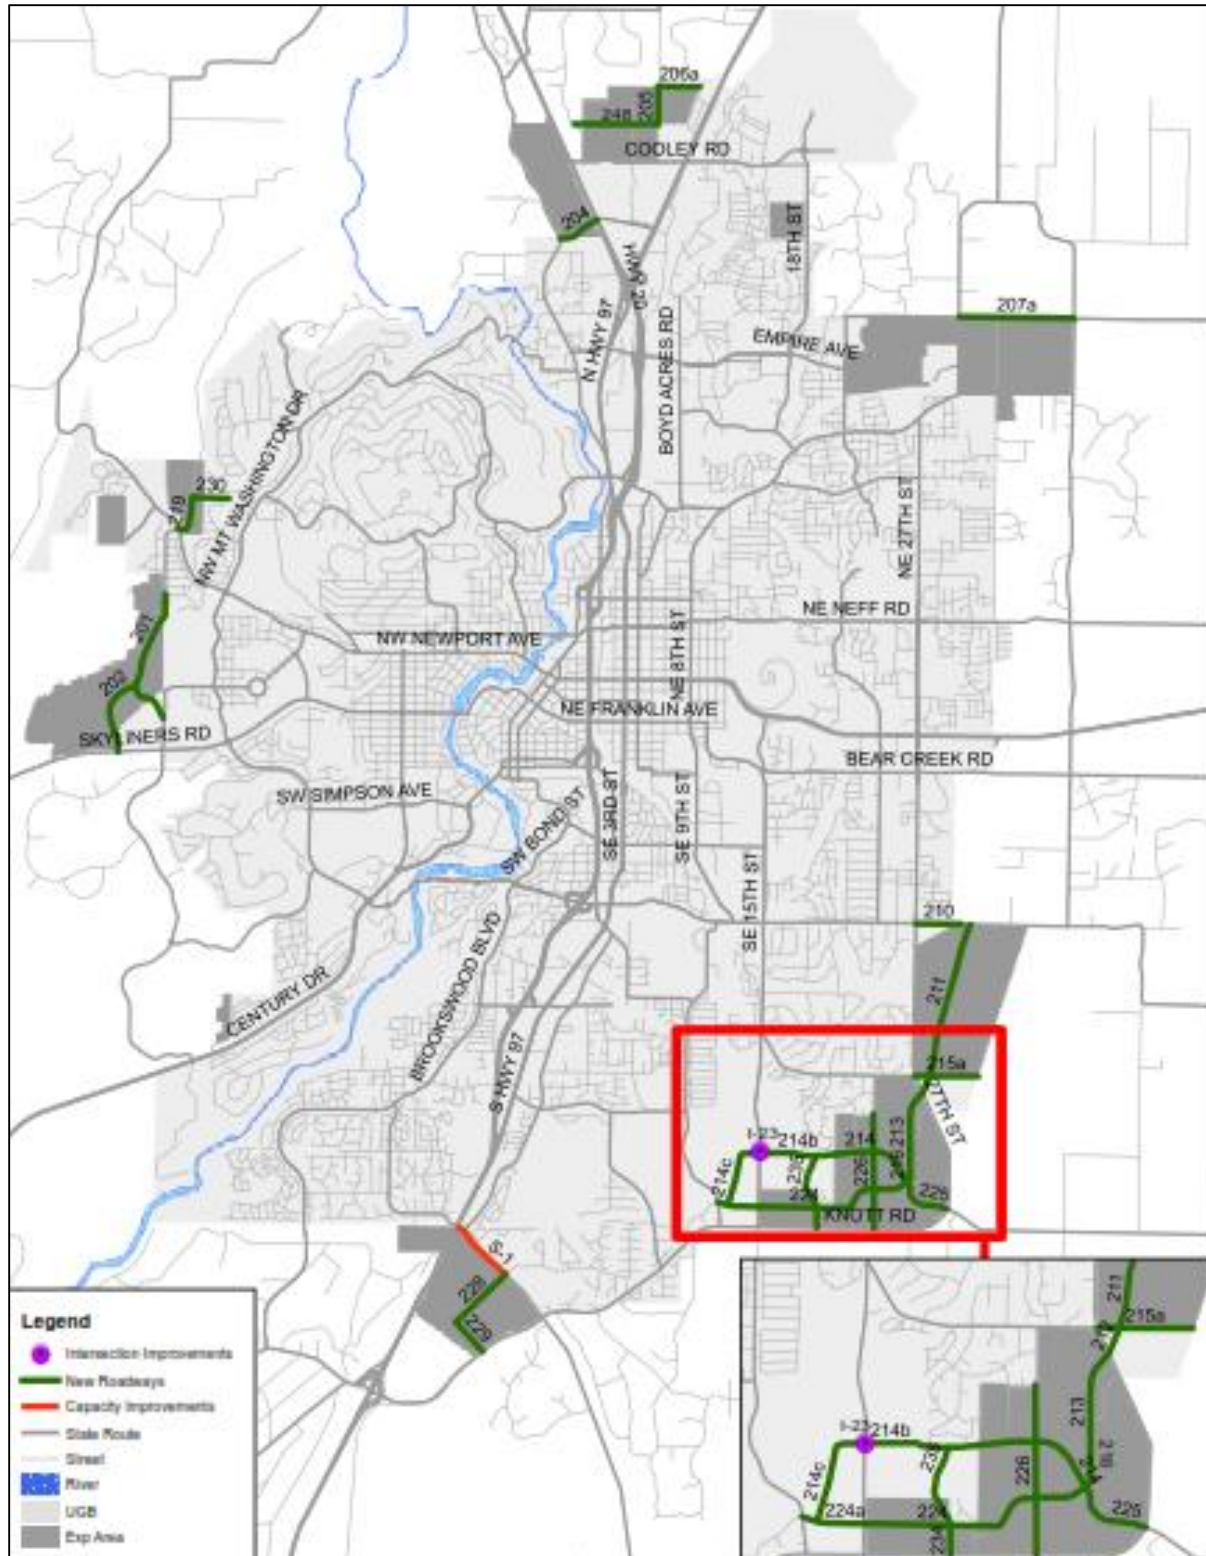 206a
205
248
COOLEY RD
204
18TH ST
HWY 20
207a
N HWY 97
BOYD ACRES RD
EMPIRE AVE
NW MT WASHINGTON DR
219
NE 27TH ST
NE NEFF RD
NW NEWPORT AVE
NE 8TH ST
201
202
NE FRANKLIN AVE
SKYLINERS RD
BEAR CREEK RD
SW SIMPSON AVE
SE 3RD ST
SE 9TH ST
SW BOND ST
SE 15TH ST
210
BROOKSWOOD BLVD
211
CENTURY DR
S HWY 97
215a
27TH ST
213
I-23
214b
214
214c
226
225
224
KNOTT RD
S-1
228
229
211
215a
212
213
I-23
214b
214c
226
224a
224
225
234
Legend
Intersection Improvements
New Roadways
Capacity Improvements
State Route
Street
River
UGB
Exp Area